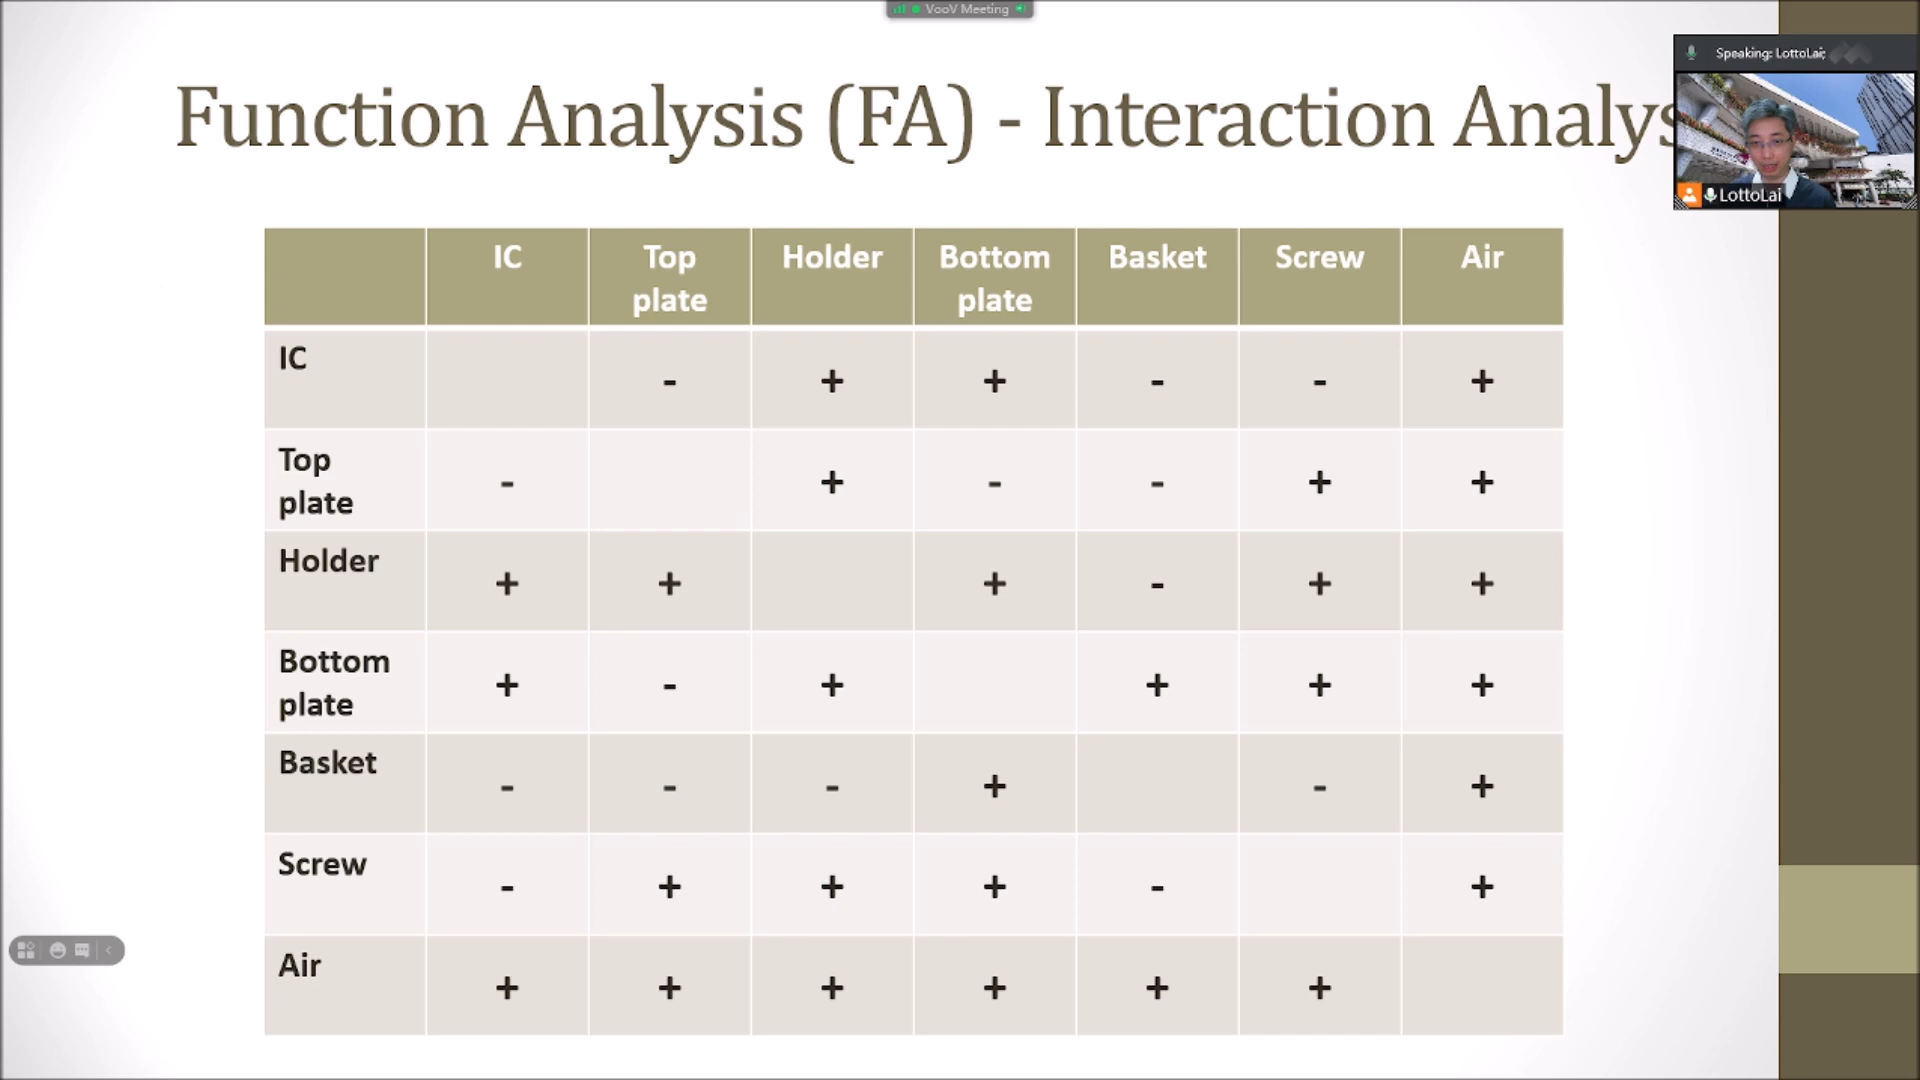 VooV Meeting
Speaking: LottoLai;
Function Analysis (FA) - Interaction Analys
LottoLai
IC Top plate Holder Bottom plate Basket Screw Air
IC - + + - - +
Top plate - + - - + +
Holder + + + - + +
Bottom plate + - + + + +
Basket - - - + - +
Screw - + + + - +
Air + + + + + +